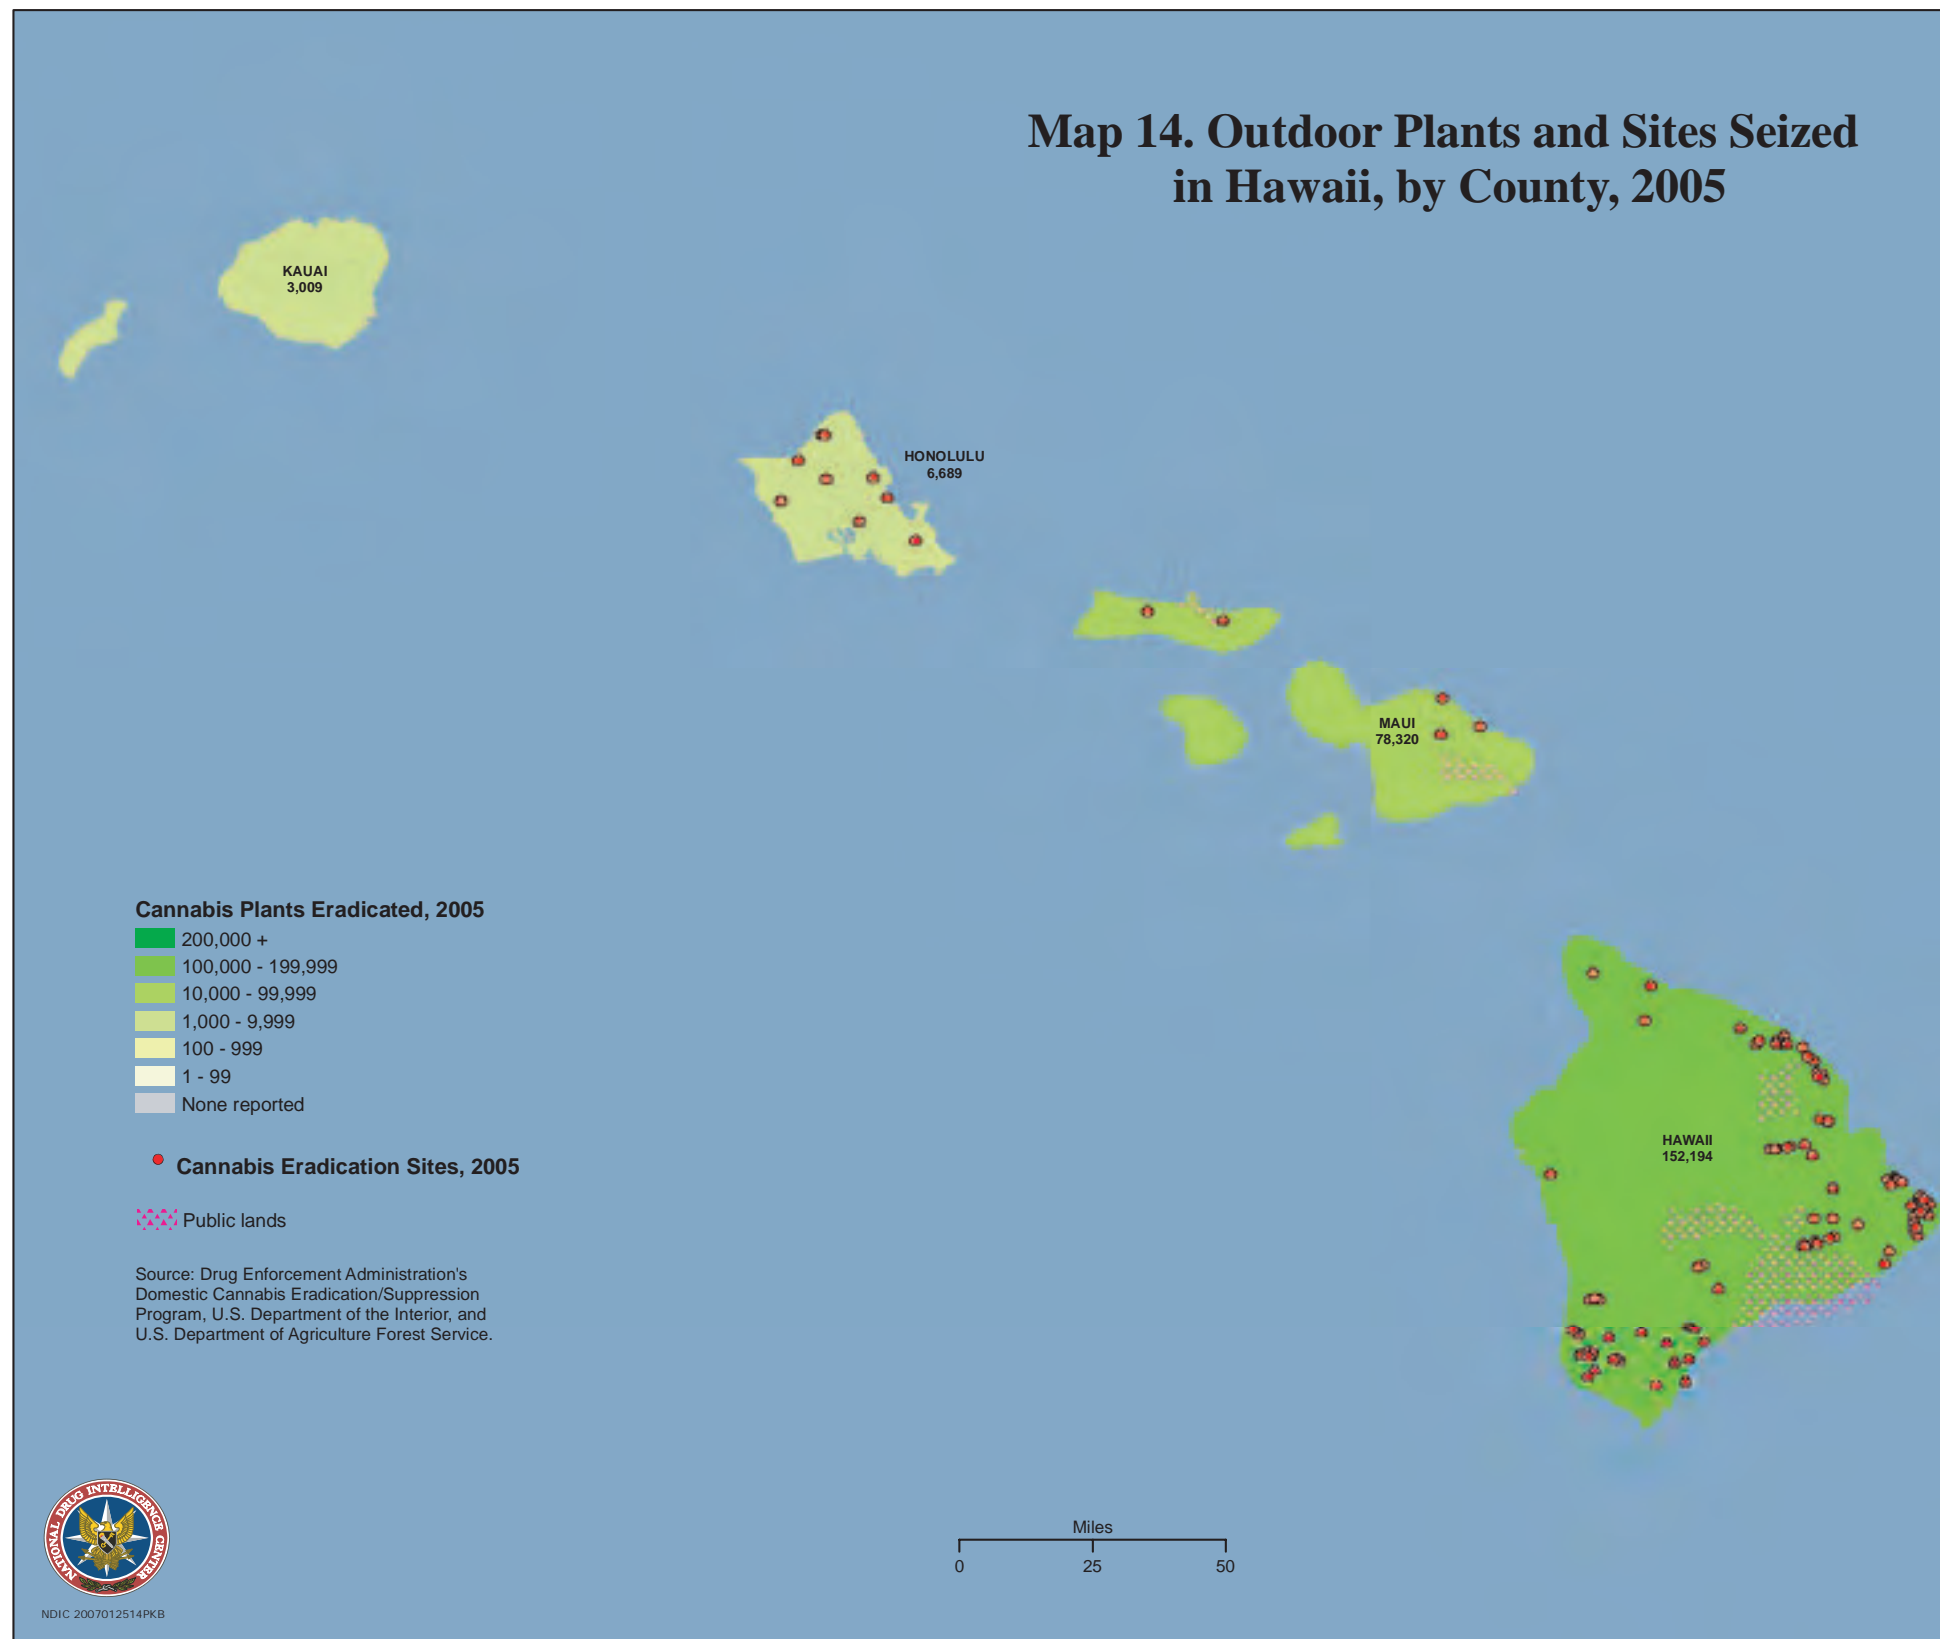 Map 14. Outdoor Plants and Sites Seized
in Hawaii, by County, 2005
KAUAI
3,009
HONOLULU
6,689
MAUI
78,320
HAWAII
152,194
Cannabis Plants Eradicated, 2005
200,000 +
100,000 - 199,999
10,000 - 99,999
1,000 - 9,999
100 - 999
1 - 99
None reported
Cannabis Eradication Sites, 2005
Public lands
Source: Drug Enforcement Administration's
Domestic Cannabis Eradication/Suppression
Program, U.S. Department of the Interior, and
U.S. Department of Agriculture Forest Service.
NATIONAL DRUG INTELLIGENCE CENTER
NDIC 2007012514PKB
Miles
0 25 50